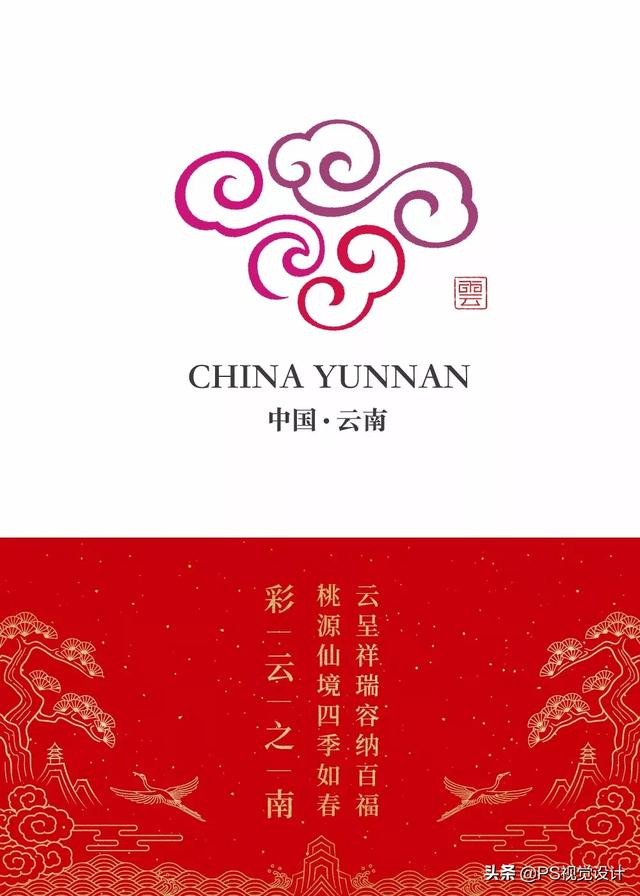 雲
CHINA YUNNAN
中国·云南
云呈祥瑞容纳百福
桃源仙境四季如春
彩云之南
头条 @PS视觉设计